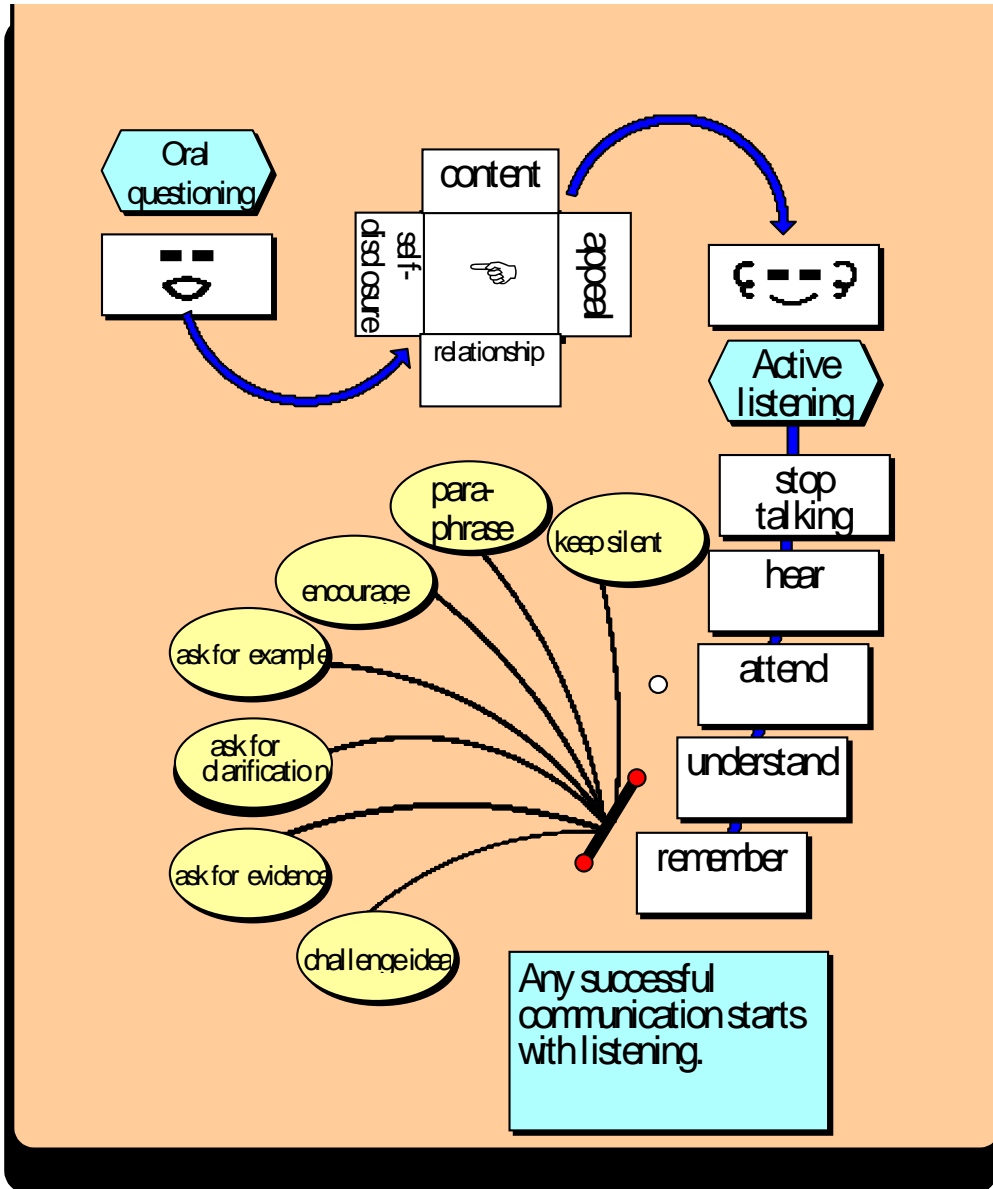 Oral
questioning
content
self-
disclosure
appeal
relationship
Active
listening
stop
talking
hear
attend
understand
remember
para-
phrase
keep silent
encourage
ask for example
ask for
clarification
ask for evidence
challenge idea
Any successful
communication starts
with listening.